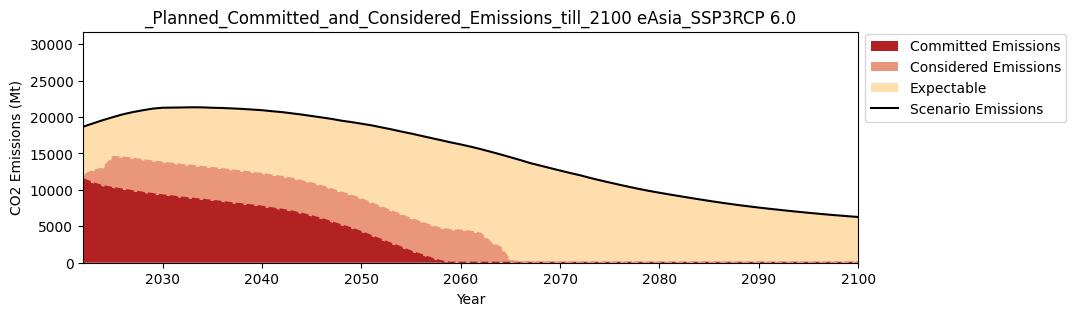 _Planned_Committed_and_Considered_Emissions_till_2100 eAsia_SSP3RCP 6.0
30000
25000
20000
15000
10000
5000
0
CO2 Emissions (Mt)
2030 2040 2050 2060 2070 2080 2090 2100
Year
Committed Emissions
Considered Emissions
Expectable
Scenario Emissions